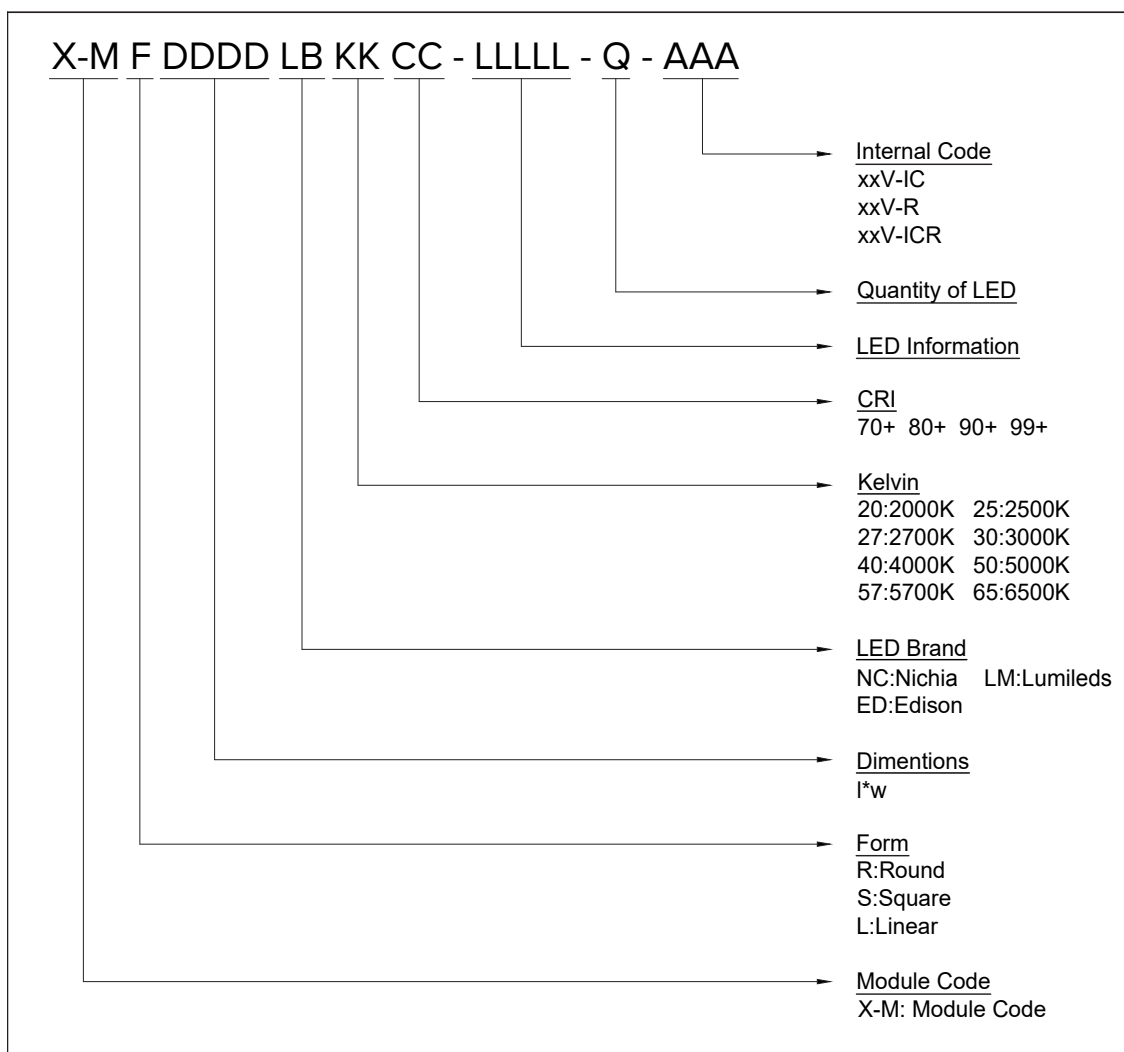 X-M F DDDD LB KK CC - LLLLL - Q - AAA
Internal Code
xxV-IC
xxV-R
xxV-ICR
Quantity of LED
LED Information
CRI
70+ 80+ 90+ 99+
Kelvin
20:2000K 25:2500K
27:2700K 30:3000K
40:4000K 50:5000K
57:5700K 65:6500K
LED Brand
NC:Nichia LM:Lumileds
ED:Edison
Dimentions
l*w
Form
R:Round
S:Square
L:Linear
Module Code
X-M: Module Code